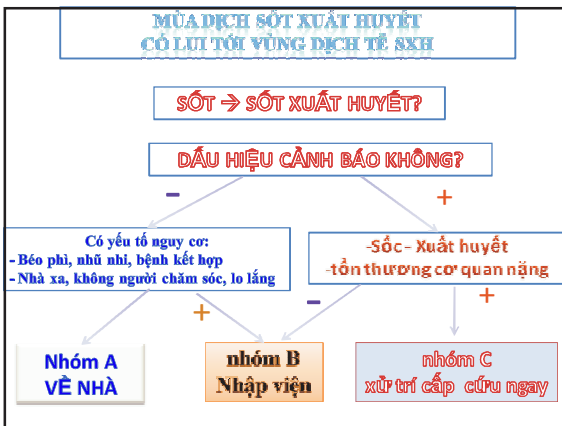 MÙA DỊCH SỐT XUẤT HUYẾT
CÓ LUI TỚI VÙNG DỊCH TỄ SXH
SỐT → SỐT XUẤT HUYẾT?
DẤU HIỆU CẢNH BÁO KHÔNG?
–
+
Có yếu tố nguy cơ:
- Béo phì, nhũ nhi, bệnh kết hợp
- Nhà xa, không người chăm sóc, lo lắng
-Sốc – Xuất huyết
-tổn thương cơ quan nặng
+
–
+
Nhóm A
VỀ NHÀ
nhóm B
Nhập viện
nhóm C
xử trí cấp cứu ngay